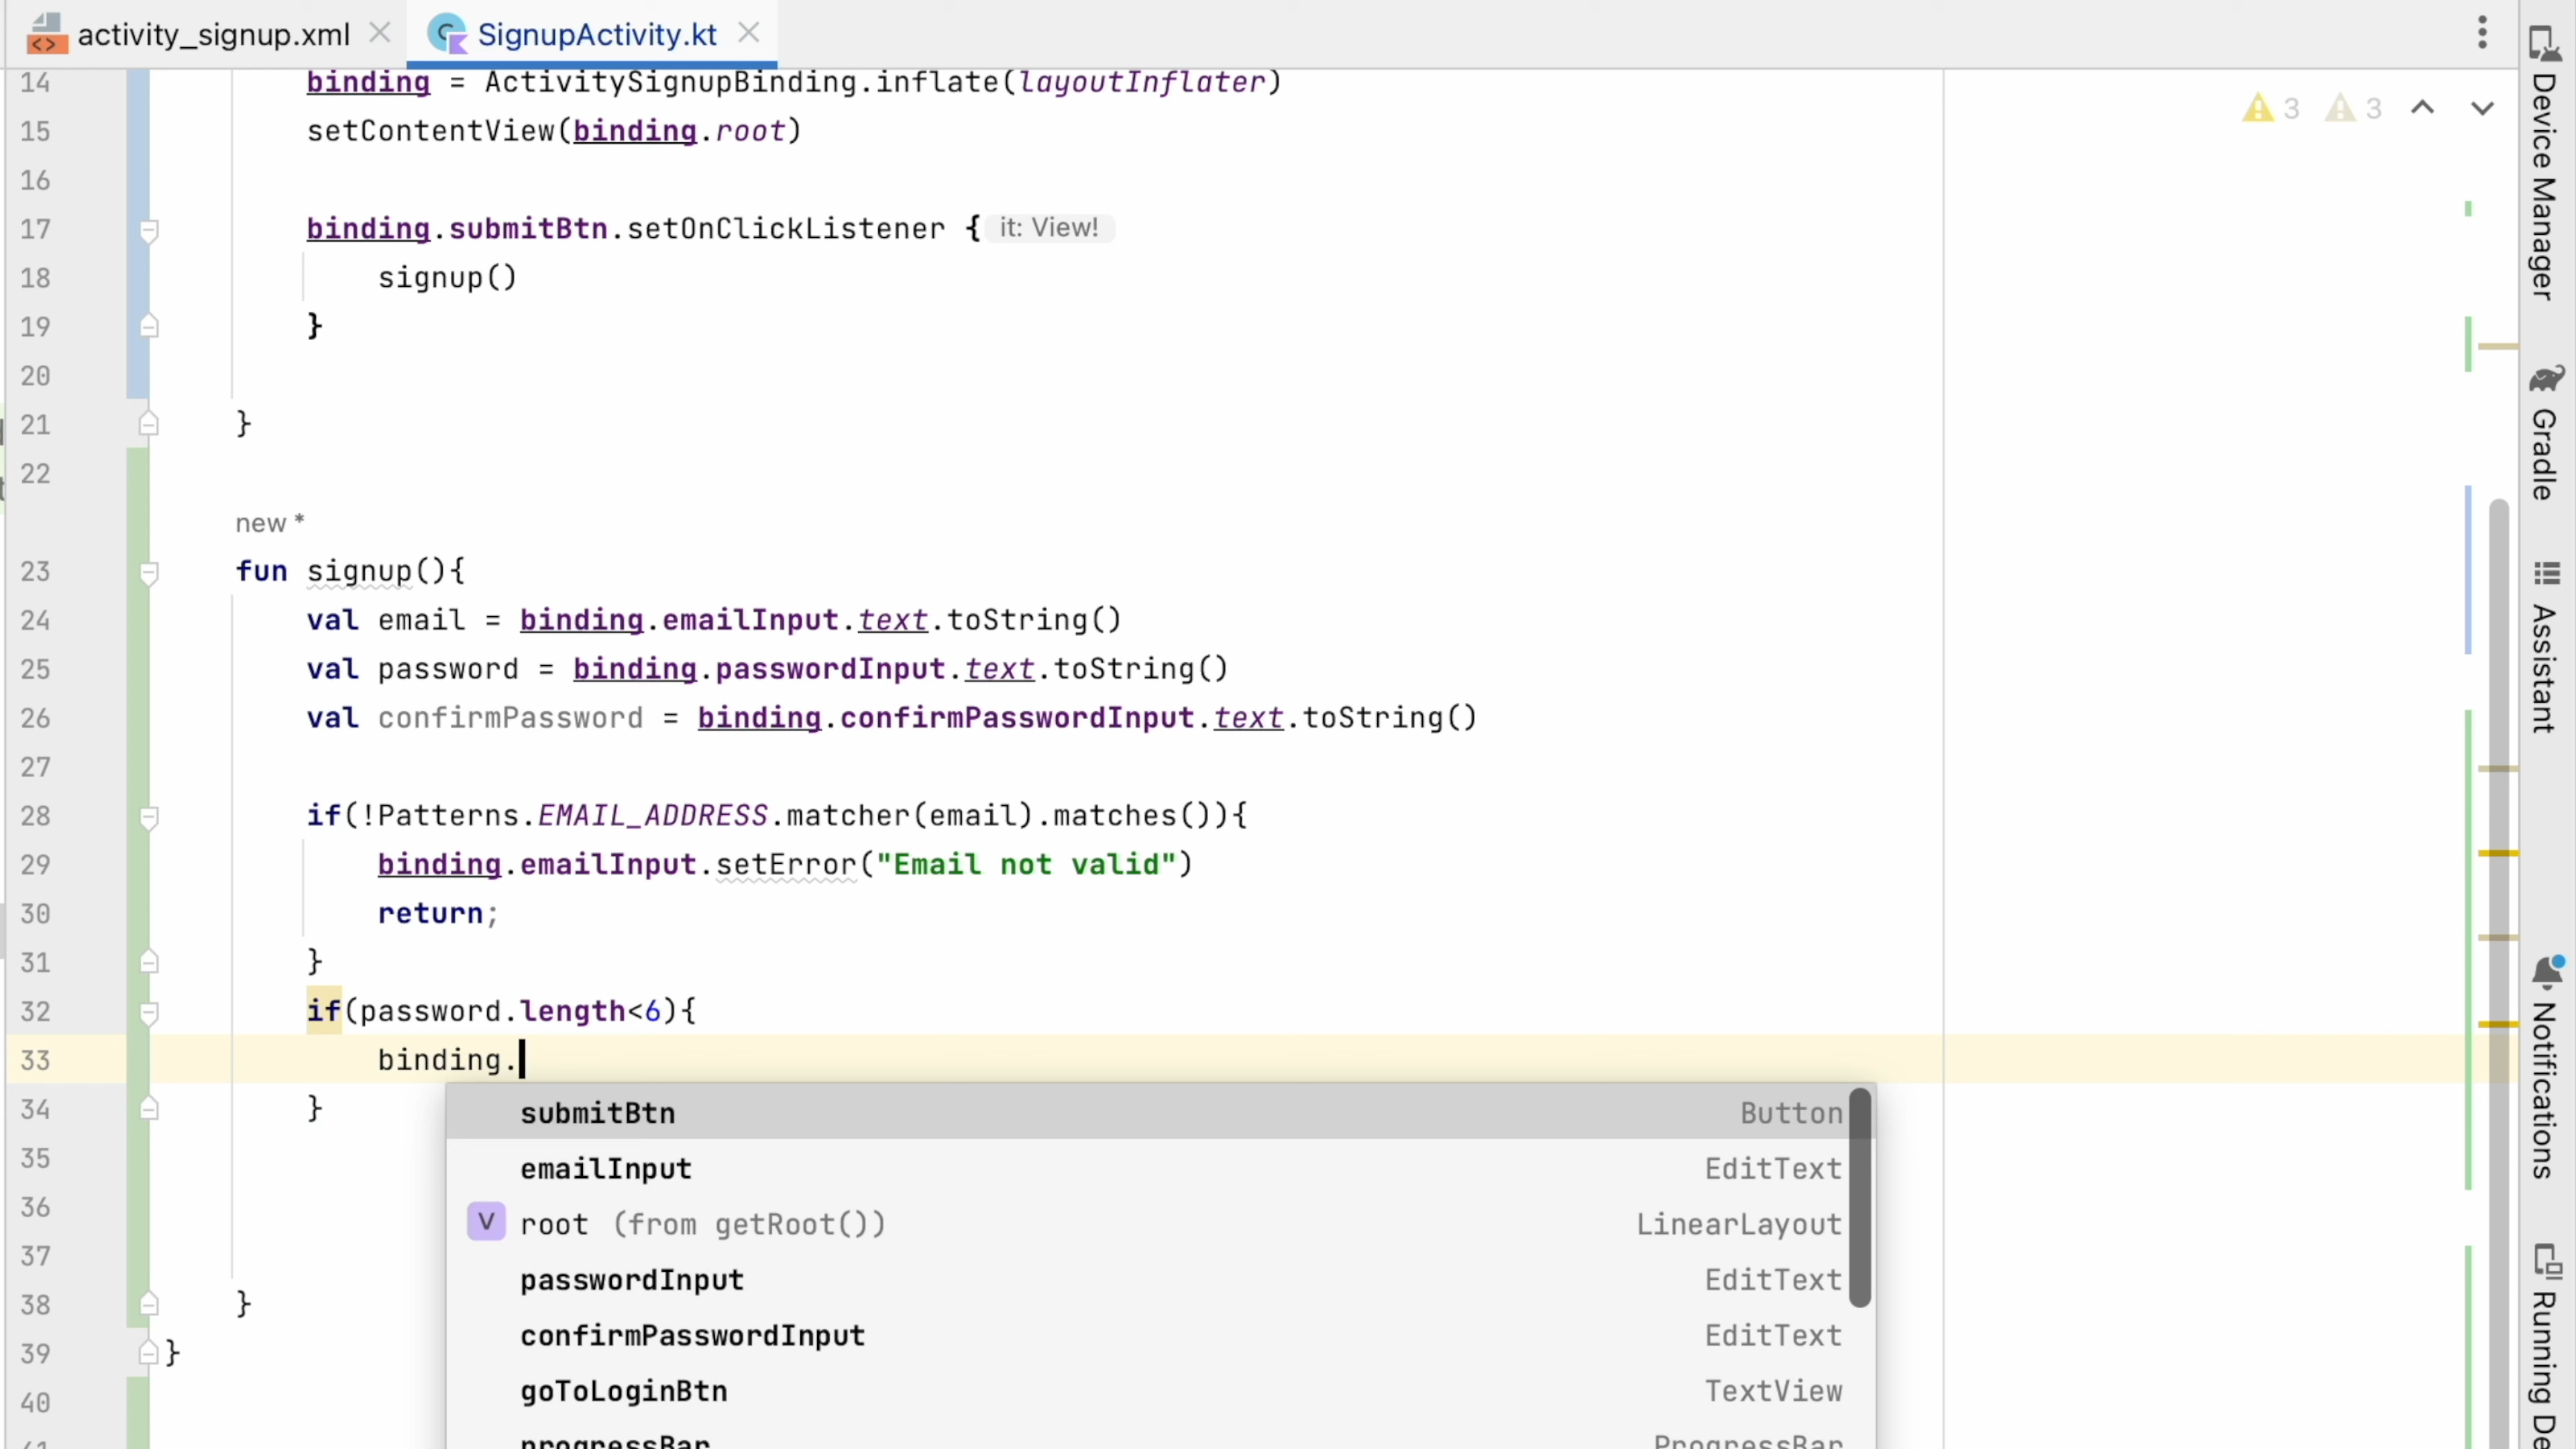 activity_signup.xml
SignupActivity.kt
14 binding = ActivitySignupBinding.inflate(layoutInflater)
15 setContentView(binding.root)
16
17 binding.submitBtn.setOnClickListener { it: View!
18 signup()
19 }
20
21 }
22
new *
23 fun signup(){
24 val email = binding.emailInput.text.toString()
25 val password = binding.passwordInput.text.toString()
26 val confirmPassword = binding.confirmPasswordInput.text.toString()
27
28 if(!Patterns.EMAIL_ADDRESS.matcher(email).matches()){
29 binding.emailInput.setError("Email not valid")
30 return;
31 }
32 if(password.length<6){
33 binding.
34 }
35
36
37
38 }
39 }
40
submitBtn Button
emailInput EditText
root (from getRoot()) LinearLayout
passwordInput EditText
confirmPasswordInput EditText
goToLoginBtn TextView
progressBar ProgressBar
3 3
Device Manager
Gradle
Assistant
Notifications
Running De